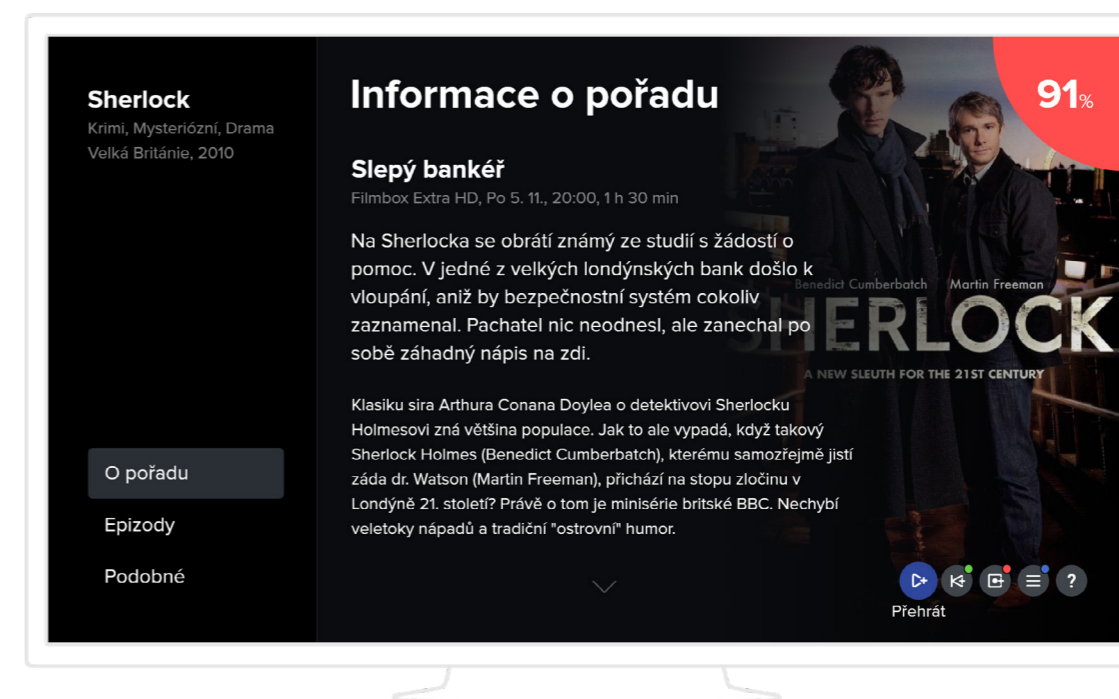 Sherlock
Krimi, Mysteriózní, Drama
Velká Británie, 2010
O pořadu
Epizody
Podobné
Informace o pořadu
Slepý bankéř
Filmbox Extra HD, Po 5. 11., 20:00, 1 h 30 min
Na Sherlocka se obrátí známý ze studií s žádostí o
pomoc. V jedné z velkých londýnských bank došlo k
vloupání, aniž by bezpečnostní systém cokoliv
zaznamenal. Pachatel nic neodnesl, ale zanechal po
sobě záhadný nápis na zdi.
Klasiku sira Arthura Conana Doylea o detektivovi Sherlocku
Holmesovi zná většina populace. Jak to ale vypadá, když takový
Sherlock Holmes (Benedict Cumberbatch), kterému samozřejmě jistí
záda dr. Watson (Martin Freeman), přichází na stopu zločinu v
Londýně 21. století? Právě o tom je minisérie britské BBC. Nechybí
veletoky nápadů a tradiční "ostrovní" humor.
91%
Benedict Cumberbatch Martin Freeman
SHERLOCK
A NEW SLEUTH FOR THE 21ST CENTURY
?
Přehrát